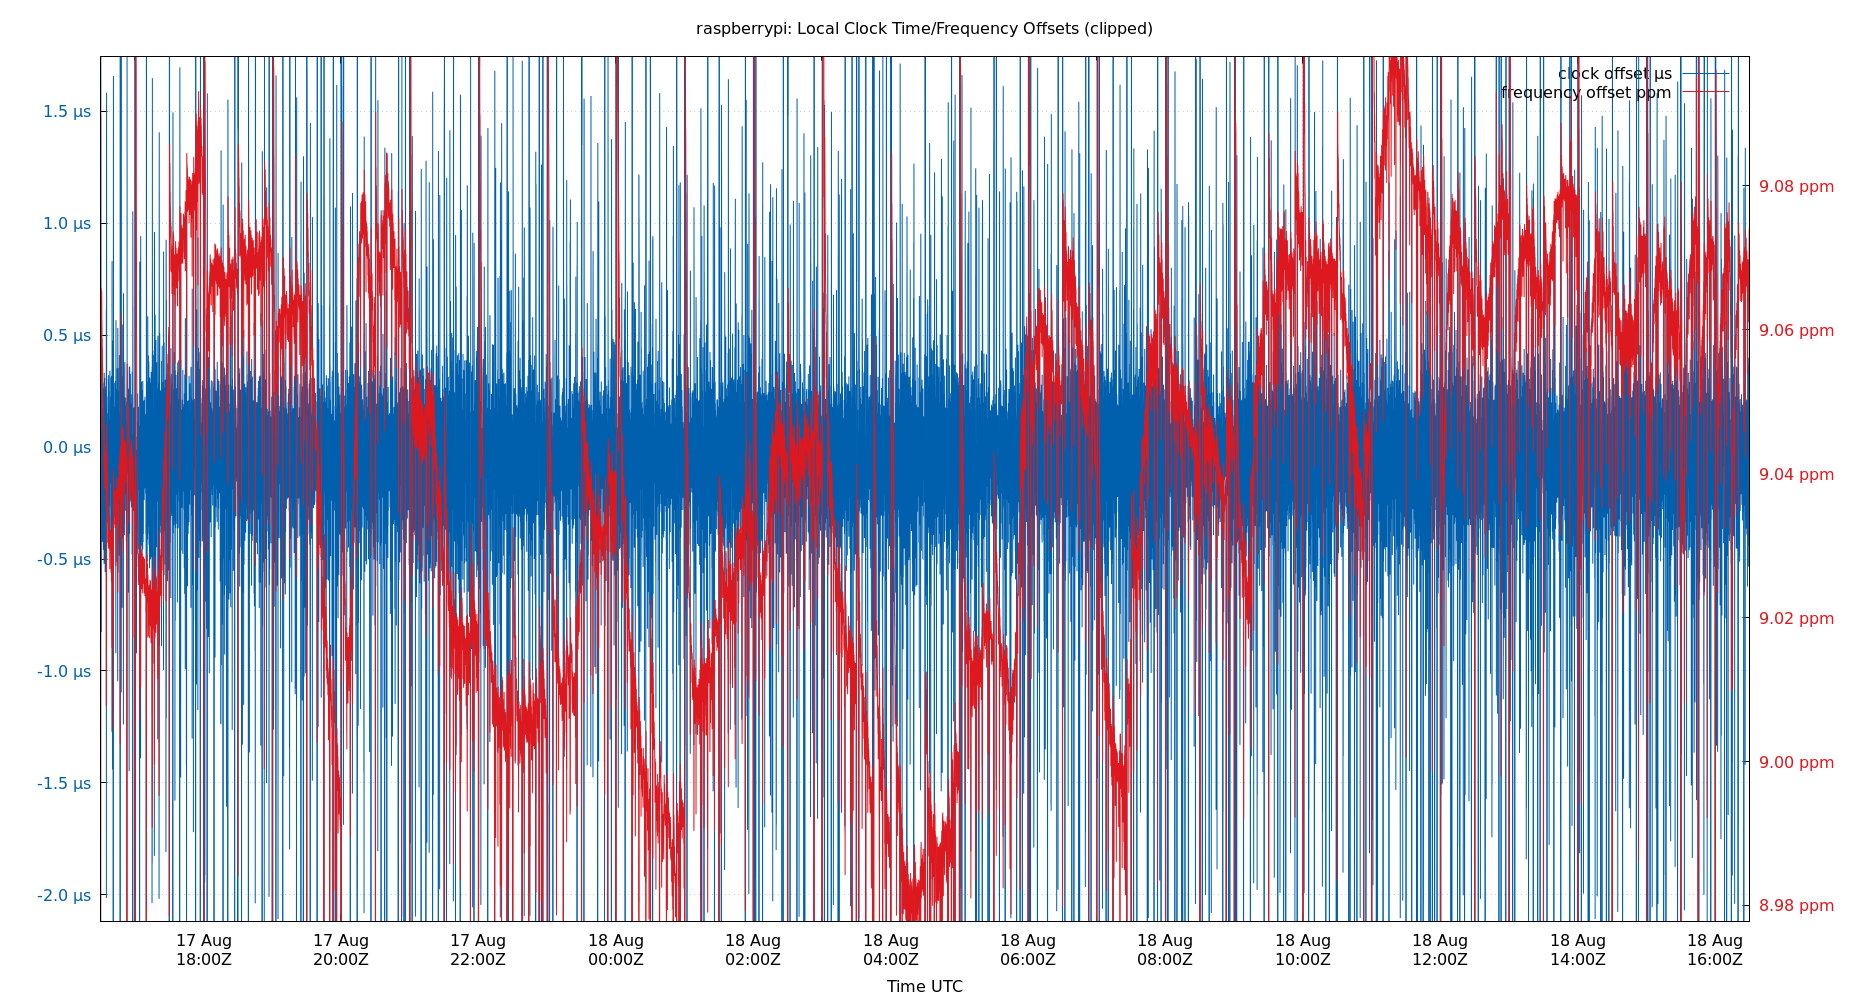 raspberrypi: Local Clock Time/Frequency Offsets (clipped)
clock offset µs
frequency offset ppm
1.5 µs
1.0 µs
0.5 µs
0.0 µs
-0.5 µs
-1.0 µs
-1.5 µs
-2.0 µs
9.08 ppm
9.06 ppm
9.04 ppm
9.02 ppm
9.00 ppm
8.98 ppm
17 Aug 17 Aug 17 Aug 18 Aug 18 Aug 18 Aug 18 Aug 18 Aug 18 Aug 18 Aug 18 Aug 18 Aug
18:00Z 20:00Z 22:00Z 00:00Z 02:00Z 04:00Z 06:00Z 08:00Z 10:00Z 12:00Z 14:00Z 16:00Z
Time UTC